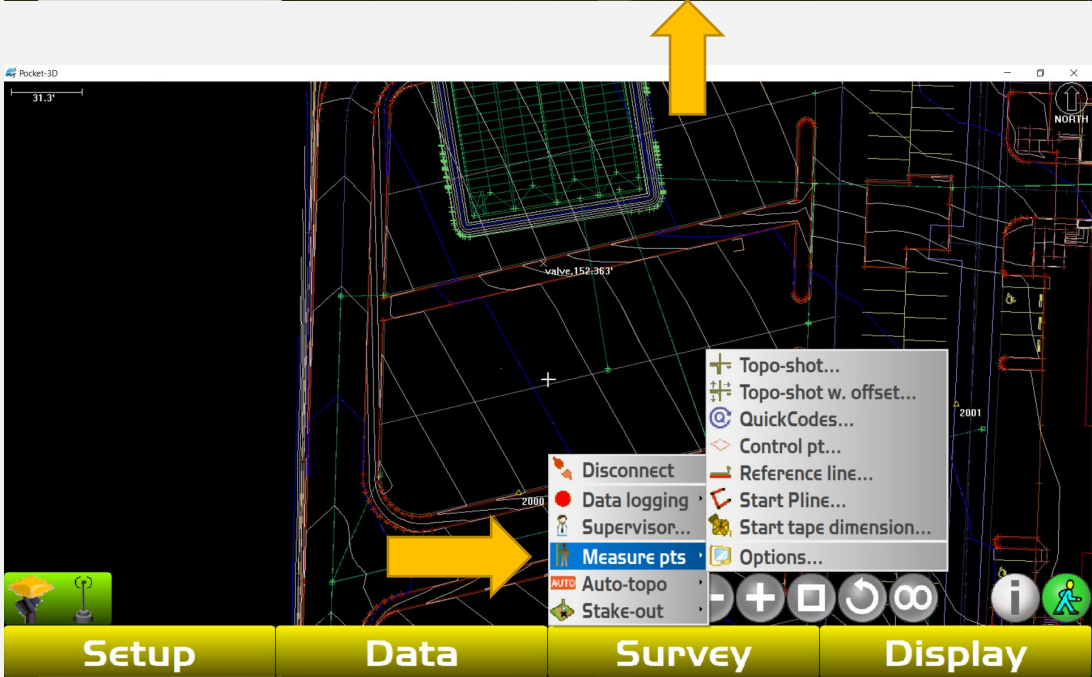 Pocket-3D
31.3'
NORTH
valve,152.363'
2001
2000
Topo-shot...
Topo-shot w. offset...
QuickCodes...
Control pt...
Reference line...
Start Pline...
Start tape dimension...
Options...
Disconnect
Data logging
Supervisor...
Measure pts
AUTO Auto-topo
Stake-out
Setup
Data
Survey
Display